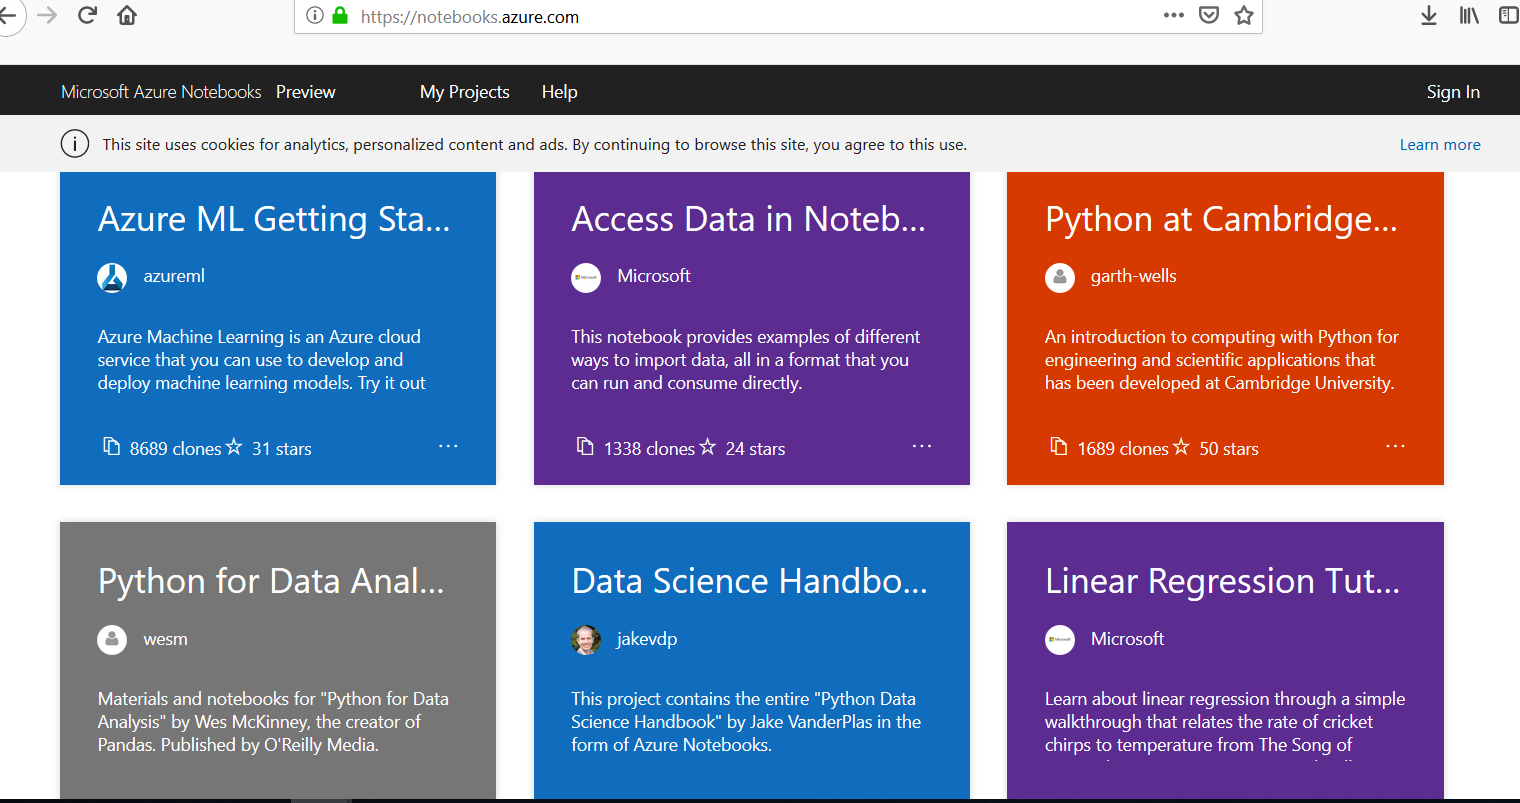 https://notebooks.azure.com
Microsoft Azure Notebooks Preview My Projects Help Sign In
This site uses cookies for analytics, personalized content and ads. By continuing to browse this site, you agree to this use. Learn more
Azure ML Getting Sta...
azureml
Azure Machine Learning is an Azure cloud
service that you can use to develop and
deploy machine learning models. Try it out
8689 clones 31 stars
Access Data in Noteb...
Microsoft
This notebook provides examples of different
ways to import data, all in a format that you
can run and consume directly.
1338 clones 24 stars
Python at Cambridge...
garth-wells
An introduction to computing with Python for
engineering and scientific applications that
has been developed at Cambridge University.
1689 clones 50 stars
Python for Data Anal...
wesm
Materials and notebooks for "Python for Data
Analysis" by Wes McKinney, the creator of
Pandas. Published by O'Reilly Media.
Data Science Handbo...
jakevdp
This project contains the entire "Python Data
Science Handbook" by Jake VanderPlas in the
form of Azure Notebooks.
Linear Regression Tut...
Microsoft
Learn about linear regression through a simple
walkthrough that relates the rate of cricket
chirps to temperature from The Song of